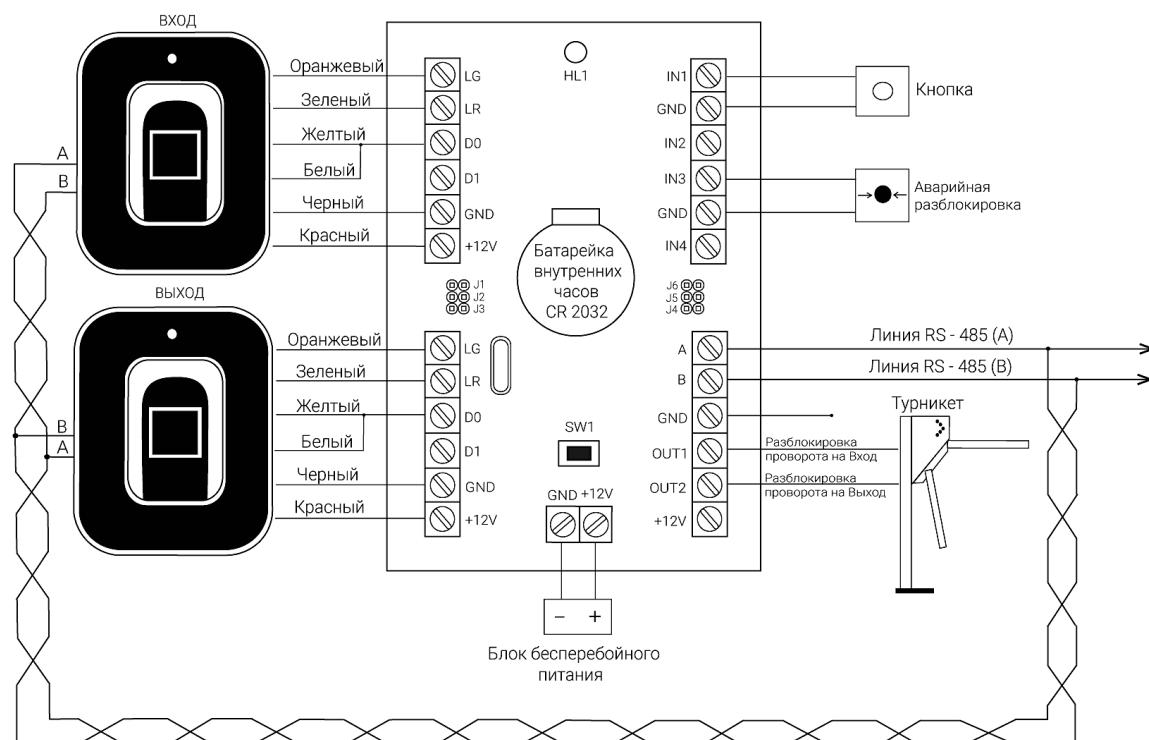 ВХОД
Оранжевый
Зеленый
Желтый
Белый
Черный
Красный
A
B
LG
LR
D0
D1
GND
+12V
HL1
IN1
GND
IN2
IN3
GND
IN4
Кнопка
Аварийная
разблокировка
Батарейка
внутренних
часов
CR 2032
J1
J2
J3
J6
J5
J4
ВЫХОД
Оранжевый
Зеленый
Желтый
Белый
Черный
Красный
B
A
LG
LR
D0
D1
GND
+12V
SW1
GND +12V
A
B
GND
OUT1
OUT2
+12V
Линия RS - 485 (A)
Линия RS - 485 (B)
Турникет
Разблокировка
проворота на Вход
Разблокировка
проворота на Выход
– +
Блок бесперебойного
питания